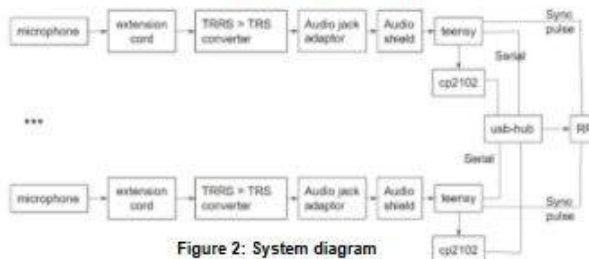 Sync
pulse
microphone
extension
cord
TRRS > TRS
converter
Audio jack
adaptor
Audio
shield
teensy
Serial
cp2102
...
usb-hub
Serial
microphone
extension
cord
TRRS > TRS
converter
Audio jack
adaptor
Audio
shield
teensy
Sync
pulse
cp2102
Figure 2: System diagram